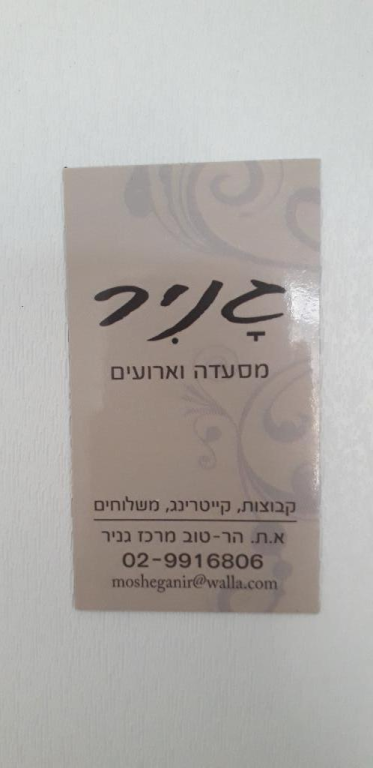 גָנִיר
מסעדה וארועים
קבוצות, קייטרינג, משלוחים
א.ת. הר-טוב מרכז גניר
02-9916806
mosheganir@walla.com